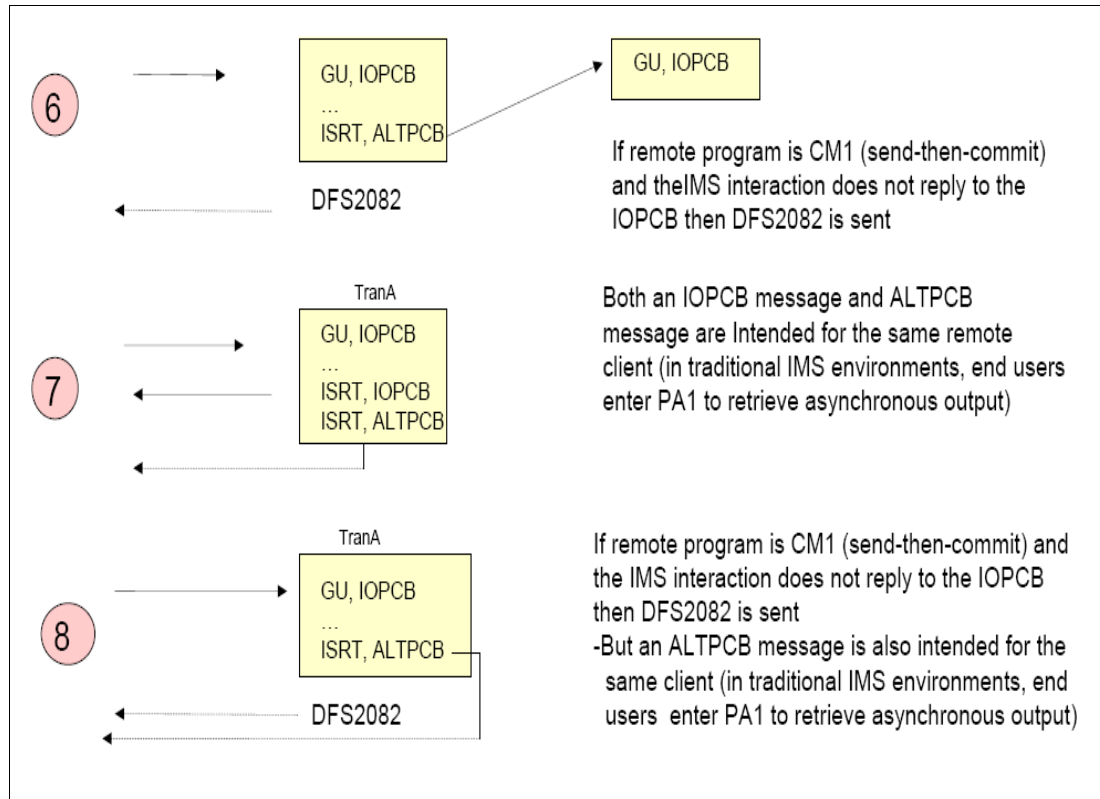 6
GU, IOPCB
...
ISRT, ALTPCB
GU, IOPCB
DFS2082
If remote program is CM1 (send-then-commit)
and theIMS interaction does not reply to the
IOPCB then DFS2082 is sent
7
TranA
GU, IOPCB
...
ISRT, IOPCB
ISRT, ALTPCB
Both an IOPCB message and ALTPCB
message are Intended for the same remote
client (in traditional IMS environments, end users
enter PA1 to retrieve asynchronous output)
8
TranA
GU, IOPCB
...
ISRT, ALTPCB
DFS2082
If remote program is CM1 (send-then-commit) and
the IMS interaction does not reply to the IOPCB
then DFS2082 is sent
-But an ALTPCB message is also intended for the
same client (in traditional IMS environments, end
users enter PA1 to retrieve asynchronous output)